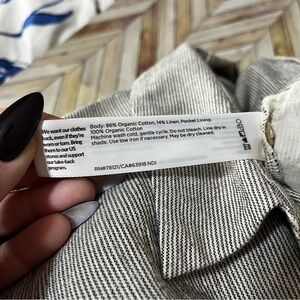 We want our clothes
back, even if they're
worn or torn. Bring
them to our US
stores and support
our take-back
program.
Body: 86% Organic Cotton, 14% Linen, Pocket Lining:
100% Organic Cotton
Machine wash cold, gentle cycle. Do not bleach. Line dry in
shade. Use low iron if necessary. May be dry cleaned.
RN#78121/CA#63918 NDI